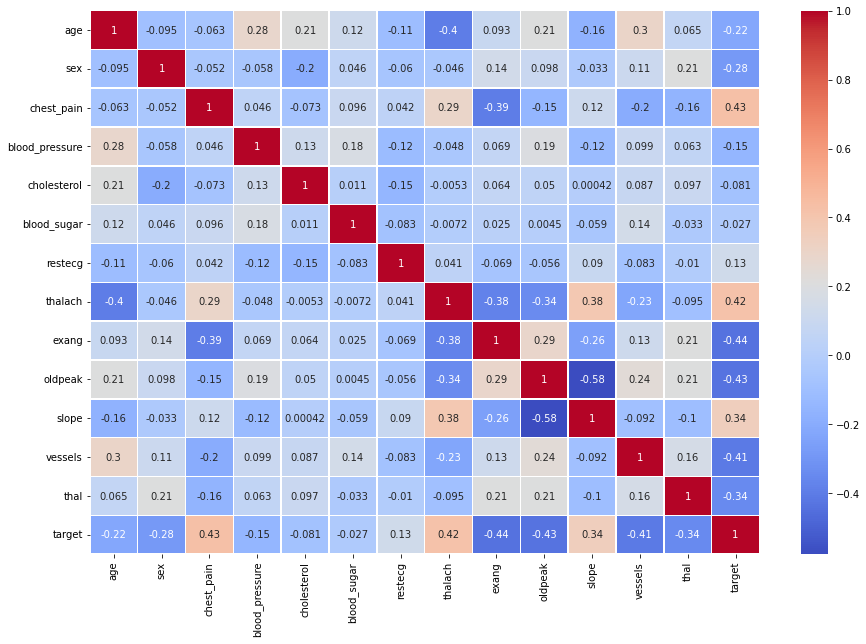 age 1 -0.095 -0.063 0.28 0.21 0.12 -0.11 -0.4 0.093 0.21 -0.16 0.3 0.065 -0.22
sex -0.095 1 -0.052 -0.058 -0.2 0.046 -0.06 -0.046 0.14 0.098 -0.033 0.11 0.21 -0.28
chest_pain -0.063 -0.052 1 0.046 -0.073 0.096 0.042 0.29 -0.39 -0.15 0.12 -0.2 -0.16 0.43
blood_pressure 0.28 -0.058 0.046 1 0.13 0.18 -0.12 -0.048 0.069 0.19 -0.12 0.099 0.063 -0.15
cholesterol 0.21 -0.2 -0.073 0.13 1 0.011 -0.15 -0.0053 0.064 0.05 0.00042 0.087 0.097 -0.081
blood_sugar 0.12 0.046 0.096 0.18 0.011 1 -0.083 -0.0072 0.025 0.0045 -0.059 0.14 -0.033 -0.027
restecg -0.11 -0.06 0.042 -0.12 -0.15 -0.083 1 0.041 -0.069 -0.056 0.09 -0.083 -0.01 0.13
thalach -0.4 -0.046 0.29 -0.048 -0.0053 -0.0072 0.041 1 -0.38 -0.34 0.38 -0.23 -0.095 0.42
exang 0.093 0.14 -0.39 0.069 0.064 0.025 -0.069 -0.38 1 0.29 -0.26 0.13 0.21 -0.44
oldpeak 0.21 0.098 -0.15 0.19 0.05 0.0045 -0.056 -0.34 0.29 1 -0.58 0.24 0.21 -0.43
slope -0.16 -0.033 0.12 -0.12 0.00042 -0.059 0.09 0.38 -0.26 -0.58 1 -0.092 -0.1 0.34
vessels 0.3 0.11 -0.2 0.099 0.087 0.14 -0.083 -0.23 0.13 0.24 -0.092 1 0.16 -0.41
thal 0.065 0.21 -0.16 0.063 0.097 -0.033 -0.01 -0.095 0.21 0.21 -0.1 0.16 1 -0.34
target -0.22 -0.28 0.43 -0.15 -0.081 -0.027 0.13 0.42 -0.44 -0.43 0.34 -0.41 -0.34 1
age sex chest_pain blood_pressure cholesterol blood_sugar restecg thalach exang oldpeak slope vessels thal target
1.0
0.8
0.6
0.4
0.2
0.0
−0.2
−0.4